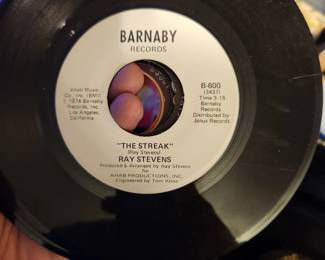 BARNABY
RECORDS
Ahab Music
Co., Inc. (BMI)
℗ 1974 Barnaby
Records, Inc.
Los Angeles,
California
B-600
(2427)
Time 3:15
Barnaby
Records
Distributed by
Janus Records
"THE STREAK"
(Ray Stevens)
RAY STEVENS
Produced & Arranged by Ray Stevens
for
AHAB PRODUCTIONS, INC.
Engineered by Tom Knox